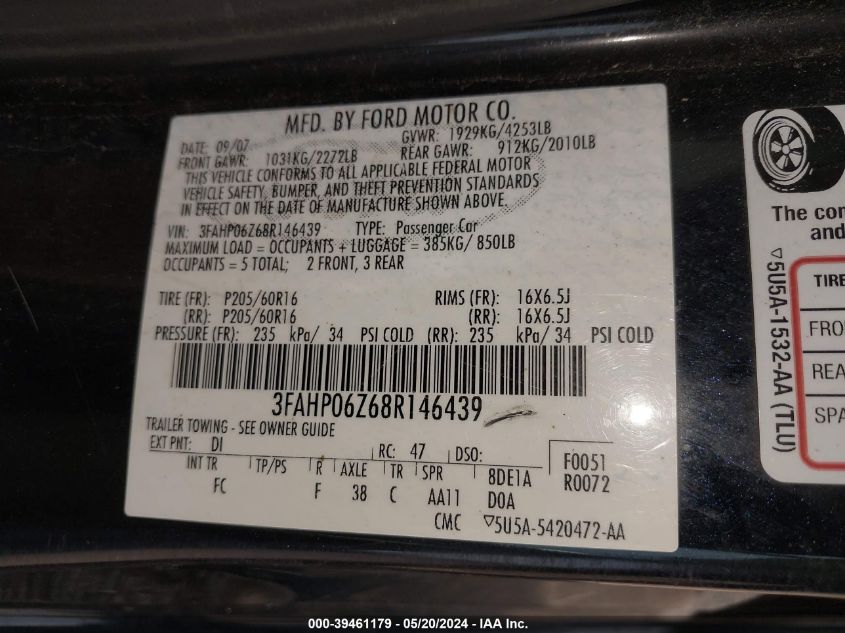 MFD. BY FORD MOTOR CO.
DATE: 09/07 GVWR: 1929KG/4253LB
FRONT GAWR: 1031KG/2272LB REAR GAWR: 912KG/2010LB
THIS VEHICLE CONFORMS TO ALL APPLICABLE FEDERAL MOTOR
VEHICLE SAFETY, BUMPER, AND THEFT PREVENTION STANDARDS
IN EFFECT ON THE DATE OF MANUFACTURE SHOWN ABOVE.
VIN: 3FAHP06Z68R146439 TYPE: Passenger Car
MAXIMUM LOAD = OCCUPANTS + LUGGAGE = 385KG/ 850LB
OCCUPANTS = 5 TOTAL; 2 FRONT, 3 REAR
TIRE (FR): P205/60R16 RIMS (FR): 16X6.5J
(RR): P205/60R16 (RR): 16X6.5J
PRESSURE (FR): 235 kPa/ 34 PSI COLD (RR): 235 kPa/ 34 PSI COLD
3FAHP06Z68R146439
TRAILER TOWING - SEE OWNER GUIDE
EXT PNT: DI RC: 47 DSO: F0051
INT TR TP/PS R AXLE TR SPR 8DE1A R0072
FC F 38 C AA11 D0A
CMC ▽5U5A-5420472-AA
The con
and
▽5U5A-1532-AA (TLU)
TIRE
FRO
REA
SPA
000-39461179 - 05/20/2024 - IAA Inc.